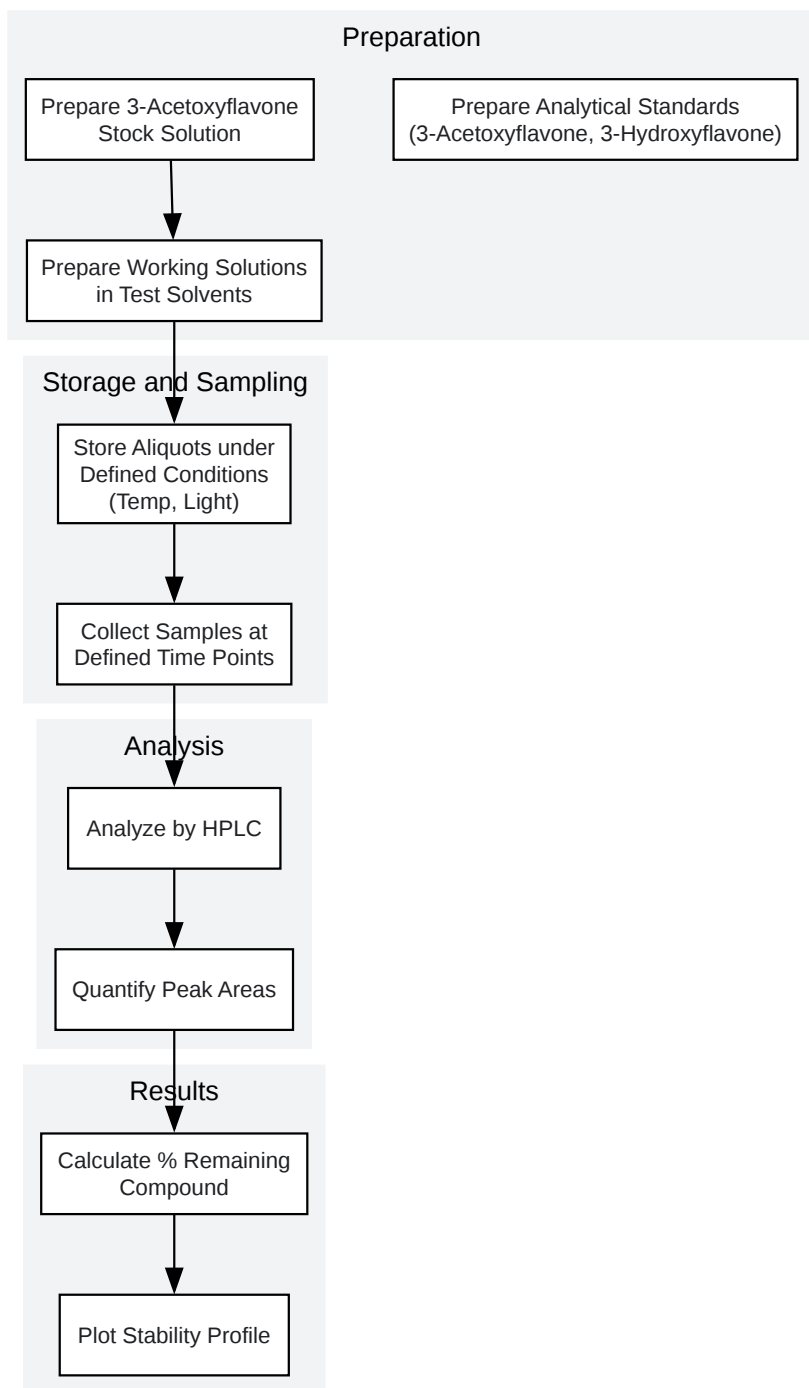 Preparation
Prepare 3-Acetoxyflavone
Stock Solution
Prepare Analytical Standards
(3-Acetoxyflavone, 3-Hydroxyflavone)
Prepare Working Solutions
in Test Solvents
Storage and Sampling
Store Aliquots under
Defined Conditions
(Temp, Light)
Collect Samples at
Defined Time Points
Analysis
Analyze by HPLC
Quantify Peak Areas
Results
Calculate % Remaining
Compound
Plot Stability Profile